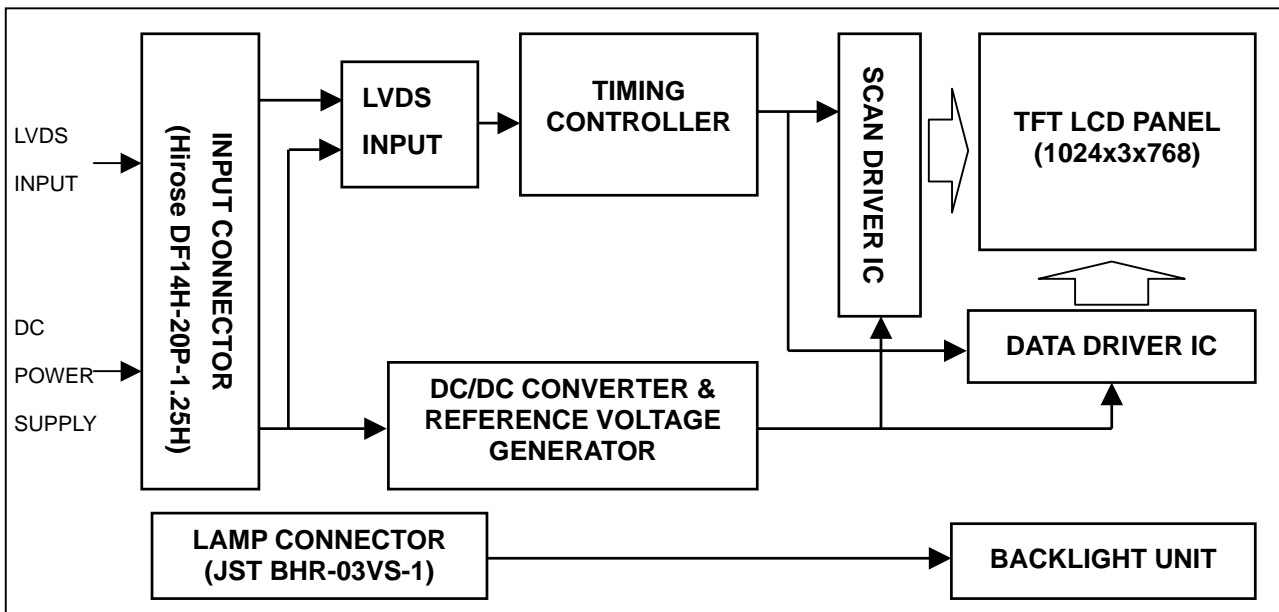 LVDS
INPUT
DC
POWER
SUPPLY
INPUT CONNECTOR
(Hirose DF14H-20P-1.25H)
LVDS
INPUT
TIMING
CONTROLLER
SCAN DRIVER IC
TFT LCD PANEL
(1024x3x768)
DATA DRIVER IC
DC/DC CONVERTER &
REFERENCE VOLTAGE
GENERATOR
LAMP CONNECTOR
(JST BHR-03VS-1)
BACKLIGHT UNIT